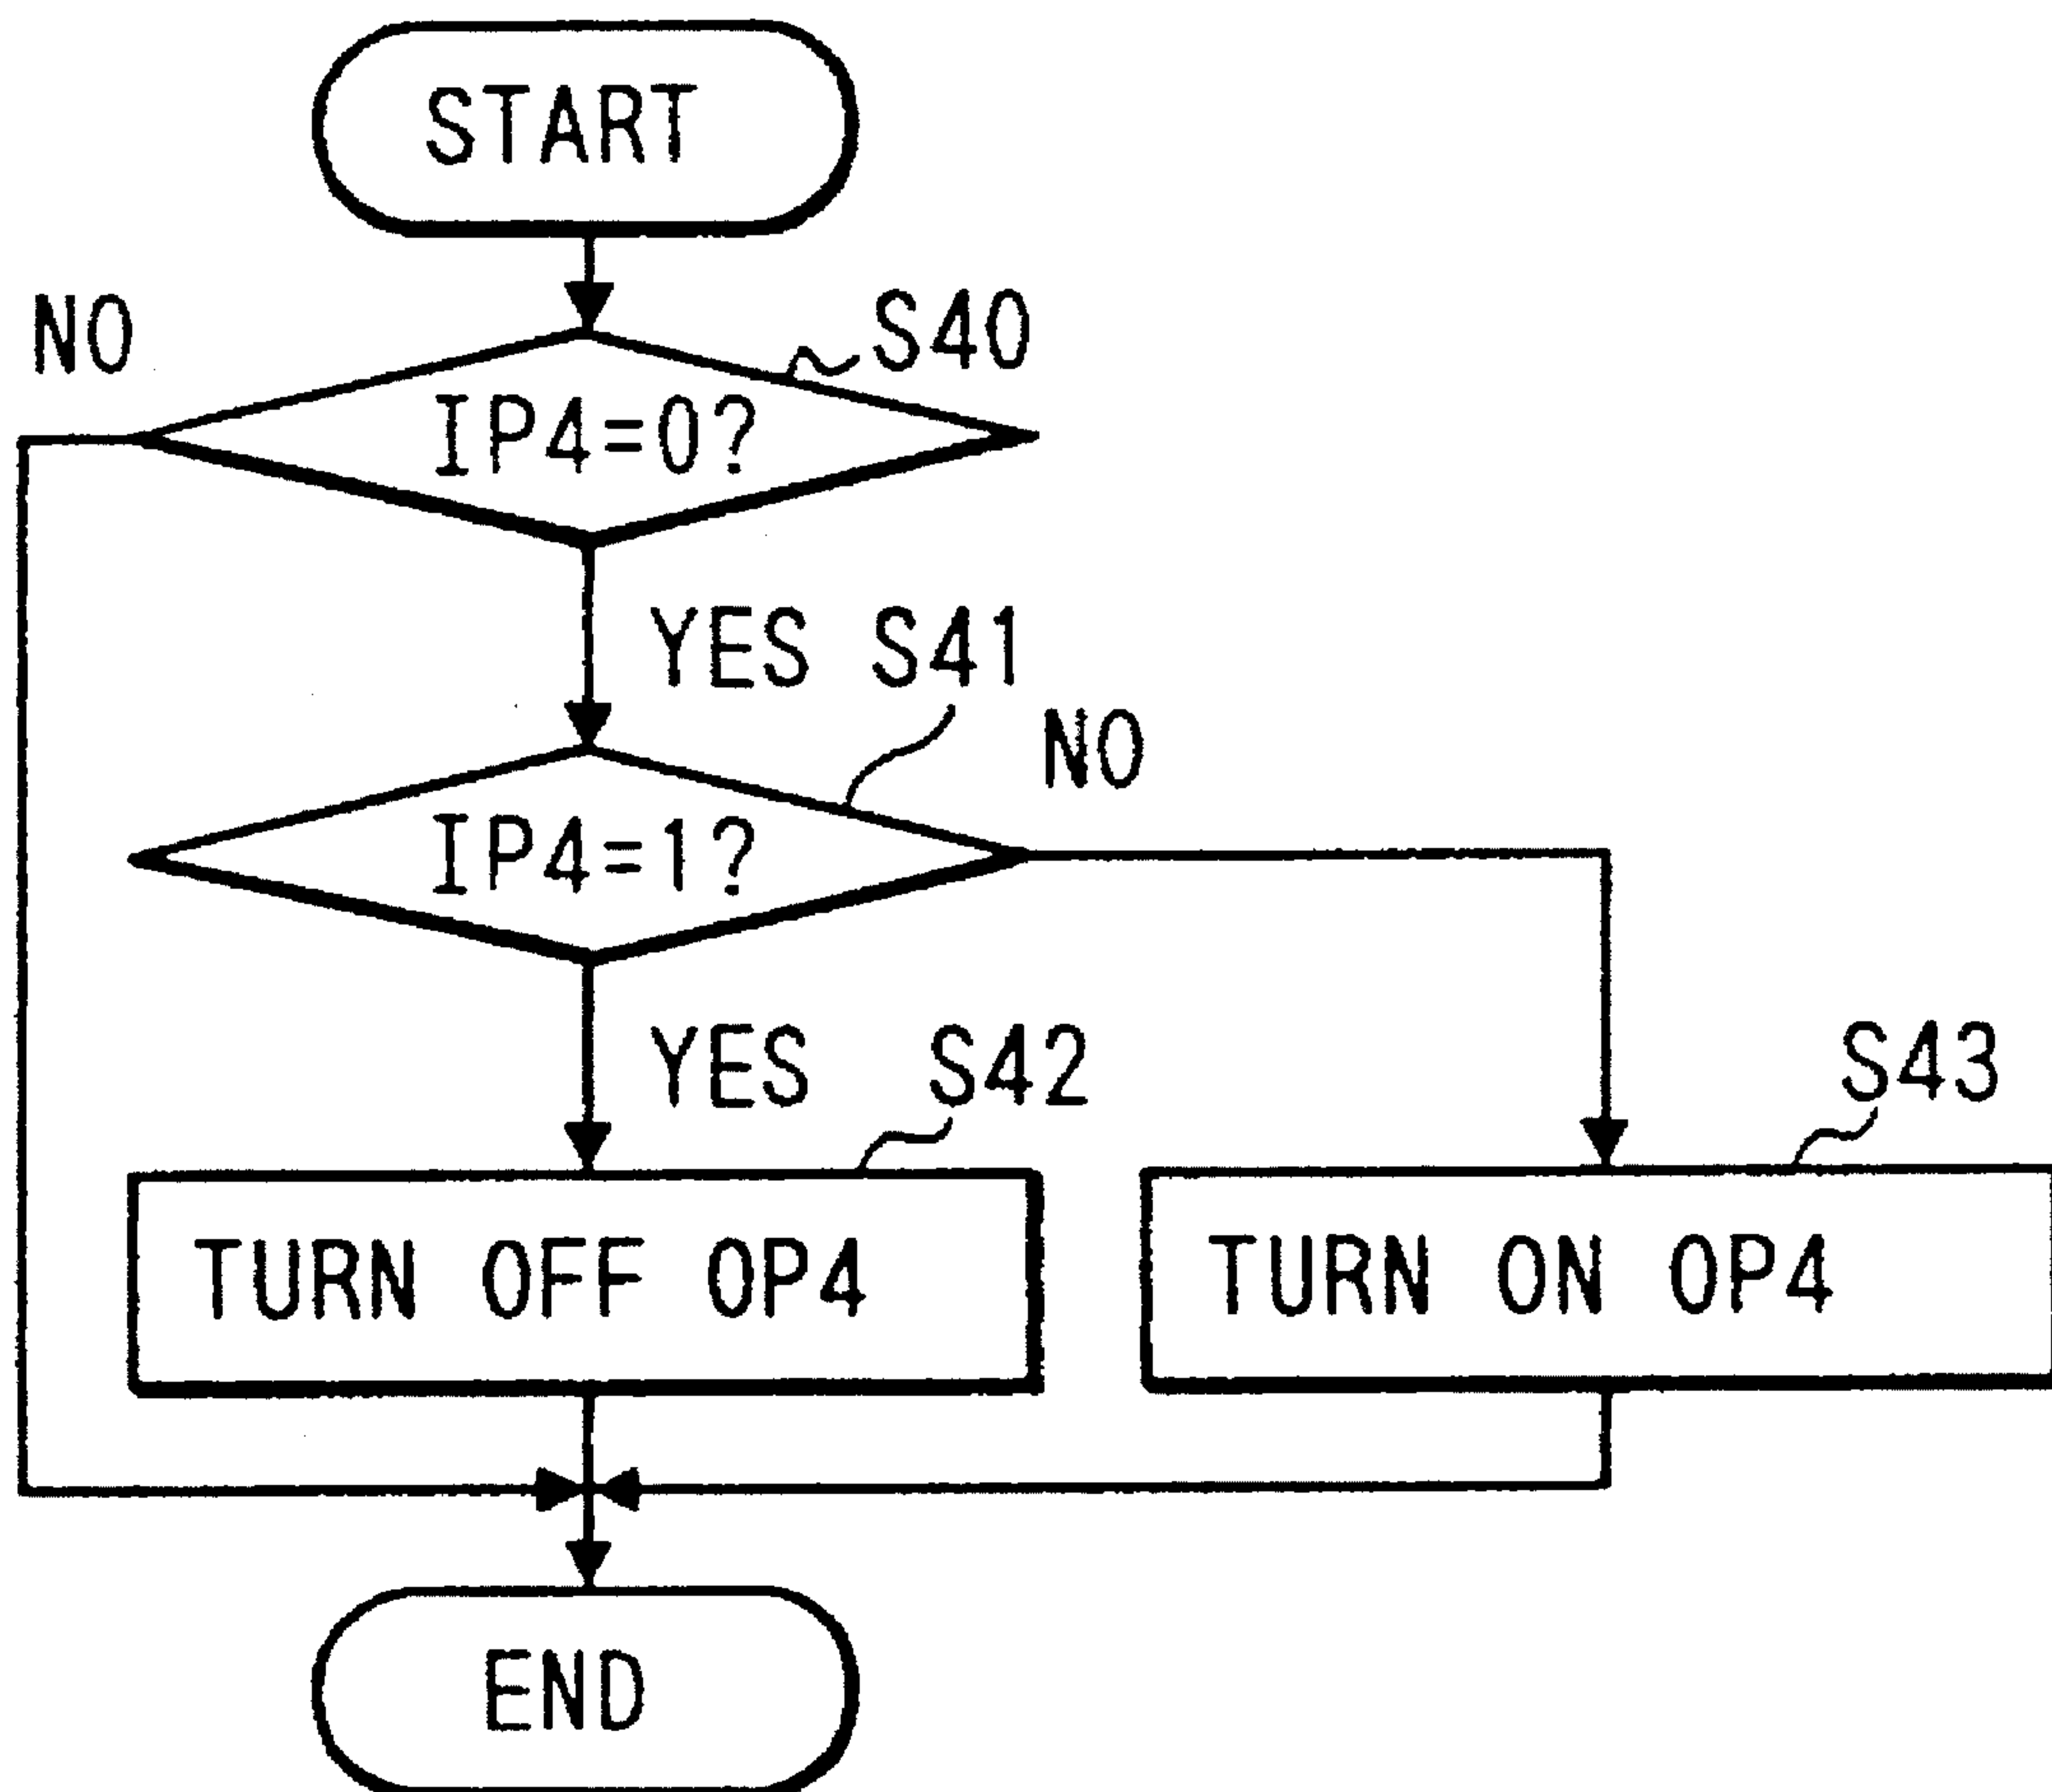 START
NO
S40
IP4=0?
YES
S41
NO
IP4=1?
YES
S42
S43
TURN OFF OP4
TURN ON OP4
END